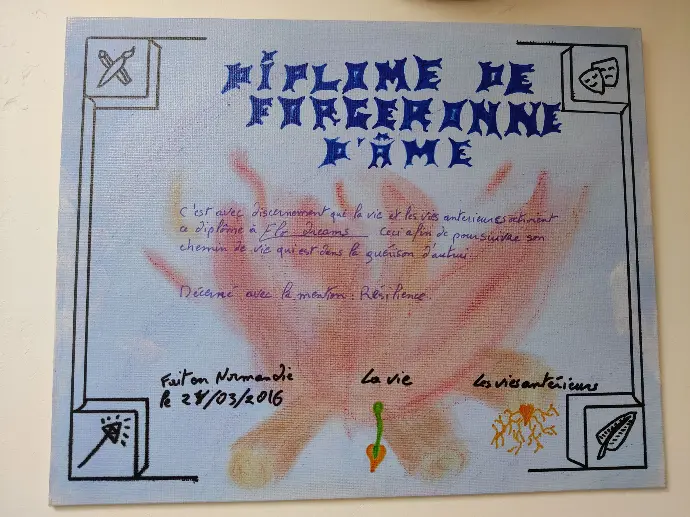 DIPLOME DE
FORGERONNE
D'ÂME
C'est avec discernement que la vie et les vies anterieures octroient
ce diplôme à Elo dreams Ceci afin de poursuivre son
chemin de vie qui est dans la guérison d'autrui.
Décerné avec la mention : Résilience.
Fait en Normandie La vie Les vies antérieures
le 28/03/2016